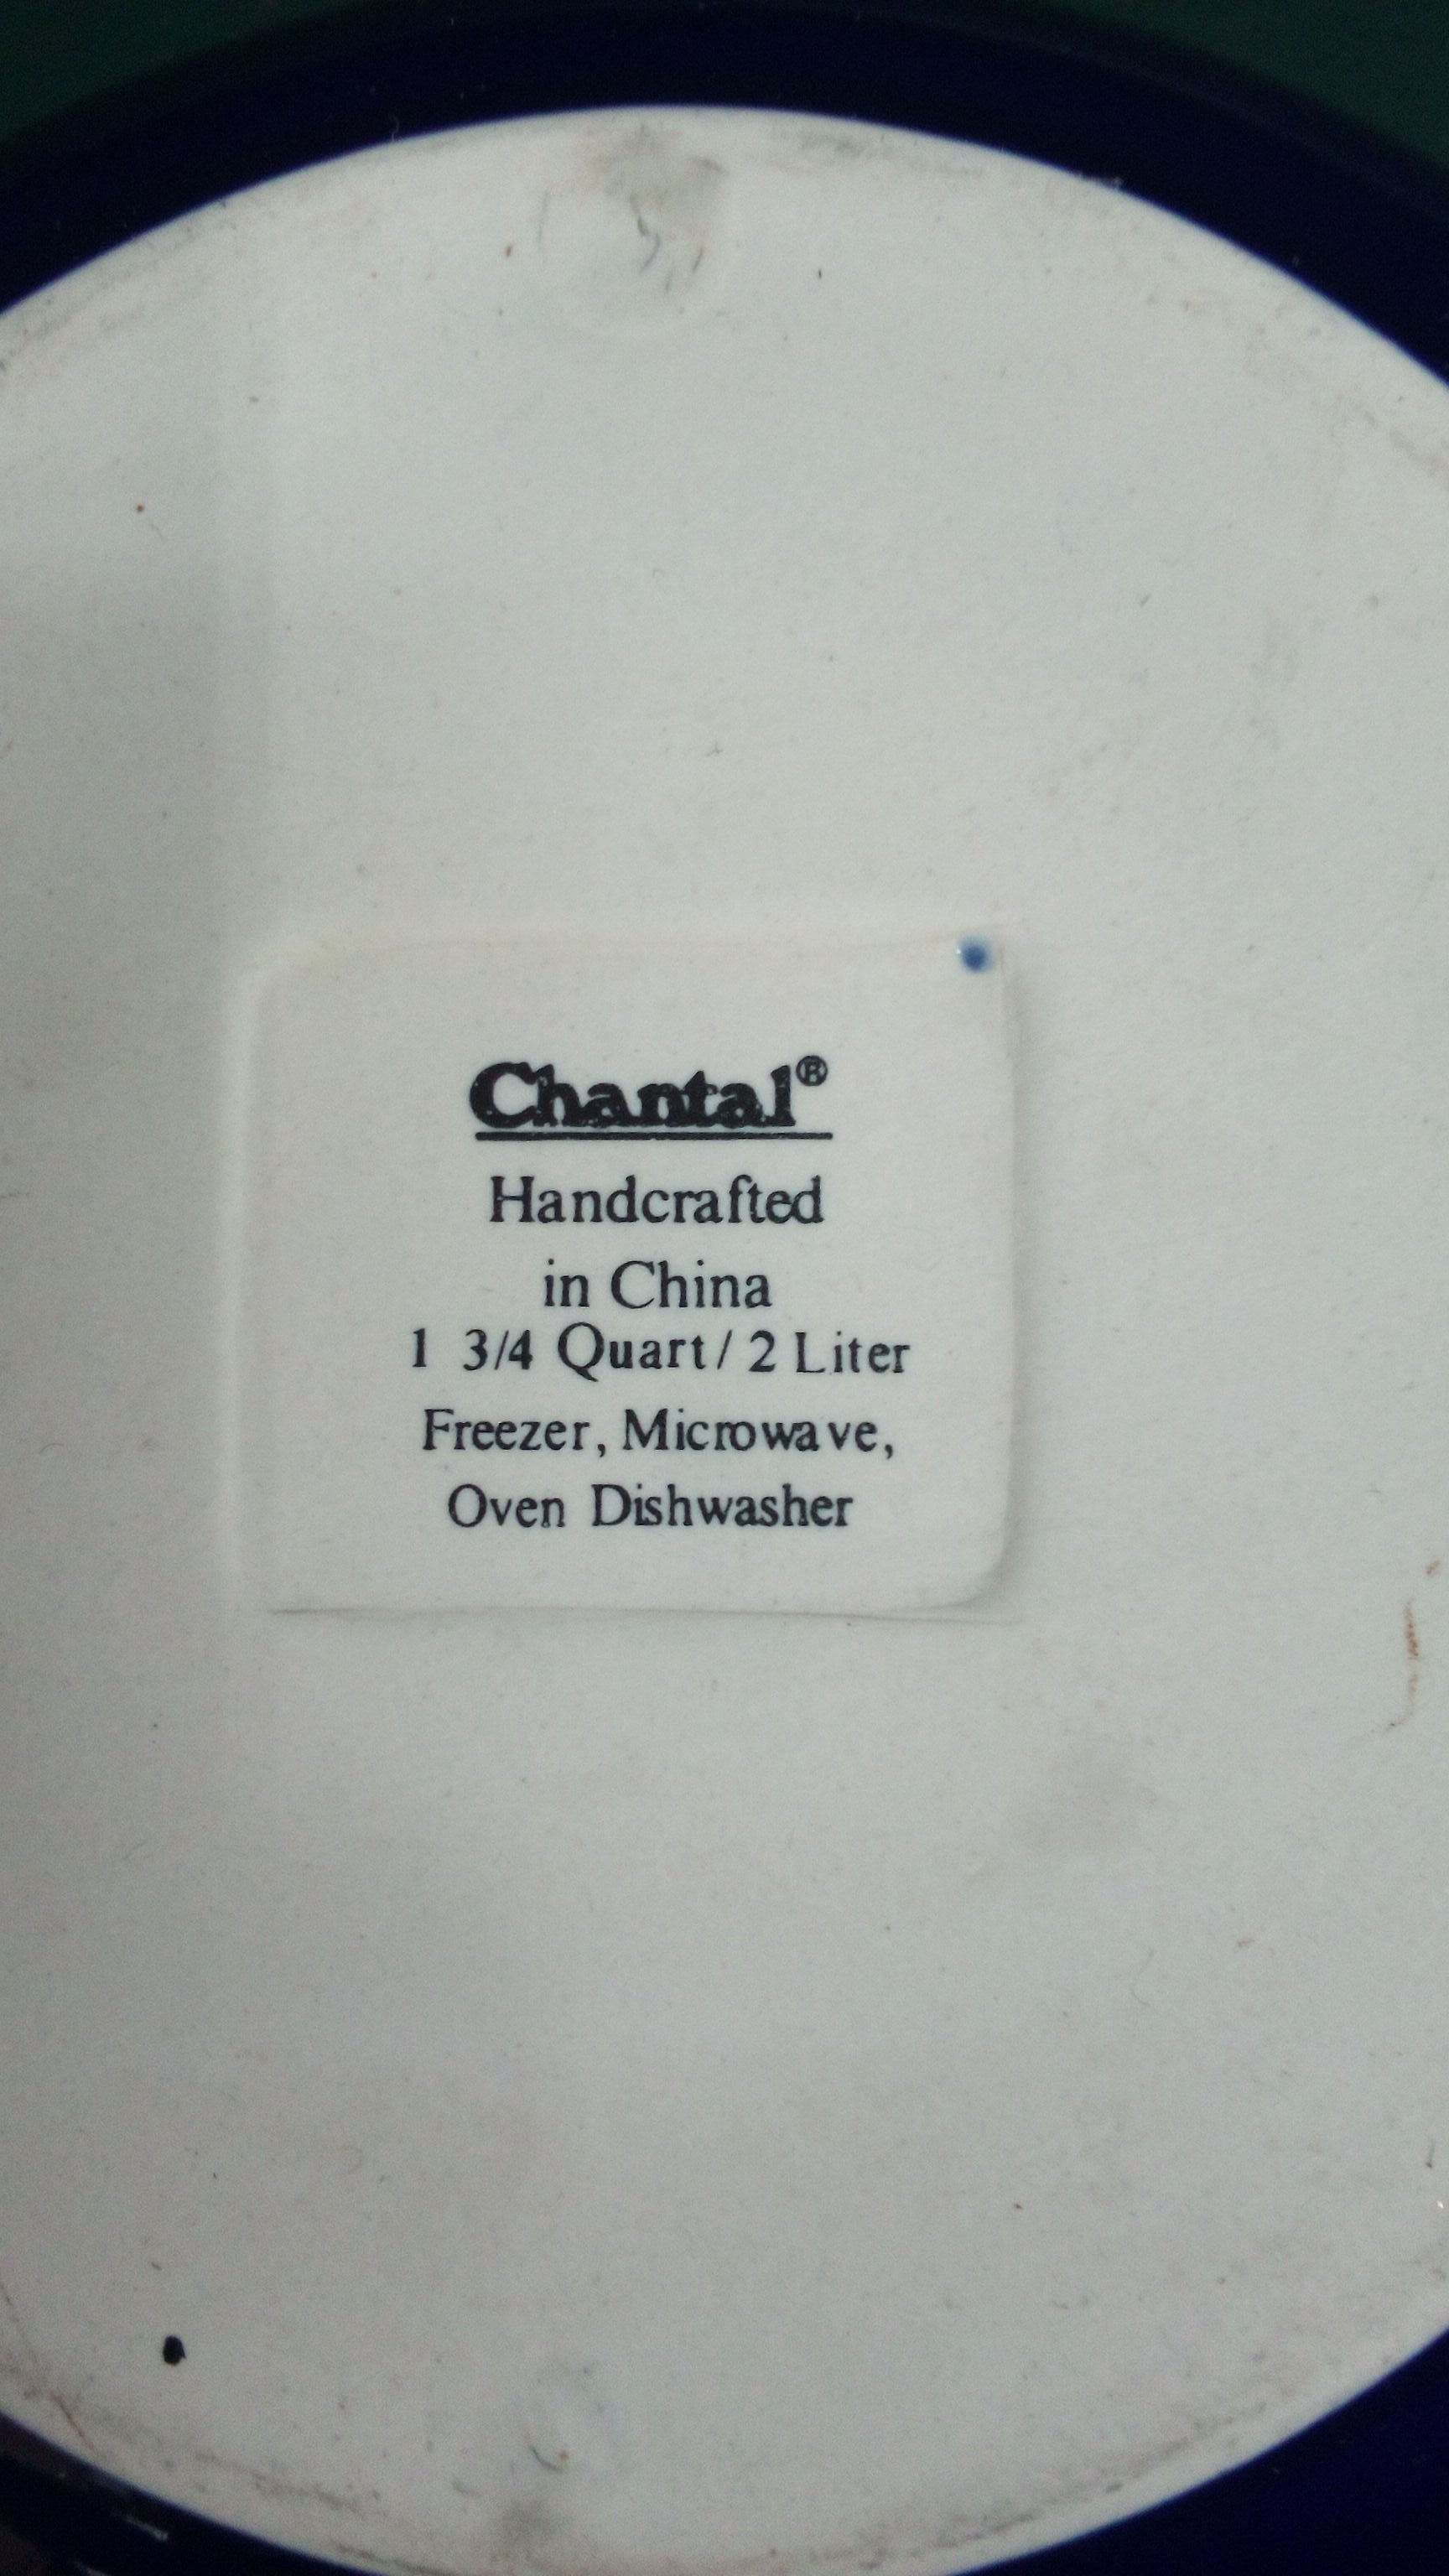 Chantal®
Handcrafted
in China
1 3/4 Quart/ 2 Liter
Freezer, Microwave,
Oven Dishwasher